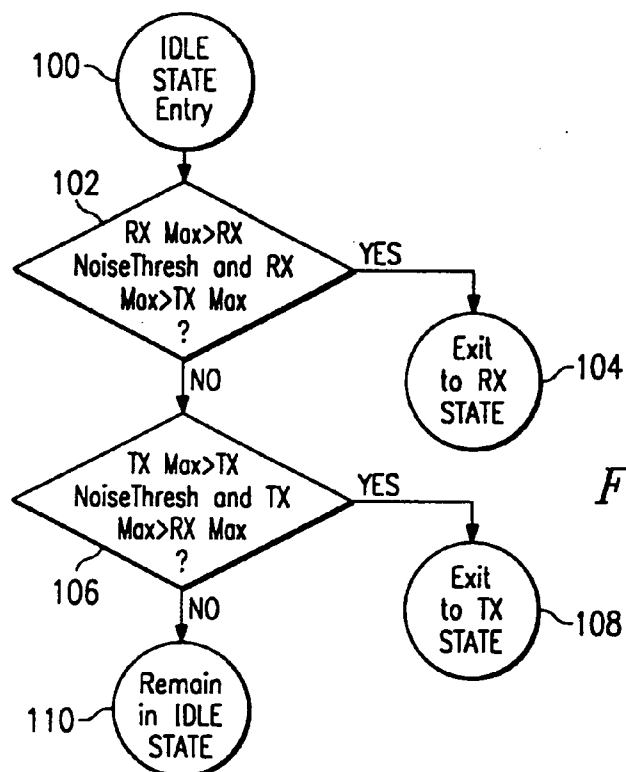 100
IDLE
STATE
Entry
102
RX Max>RX
NoiseThresh and RX
Max>TX Max
?
YES
Exit
to RX
STATE
104
NO
TX Max>TX
NoiseThresh and TX
Max>RX Max
?
106
YES
Exit
to TX
STATE
108
F
NO
Remain
in IDLE
STATE
110